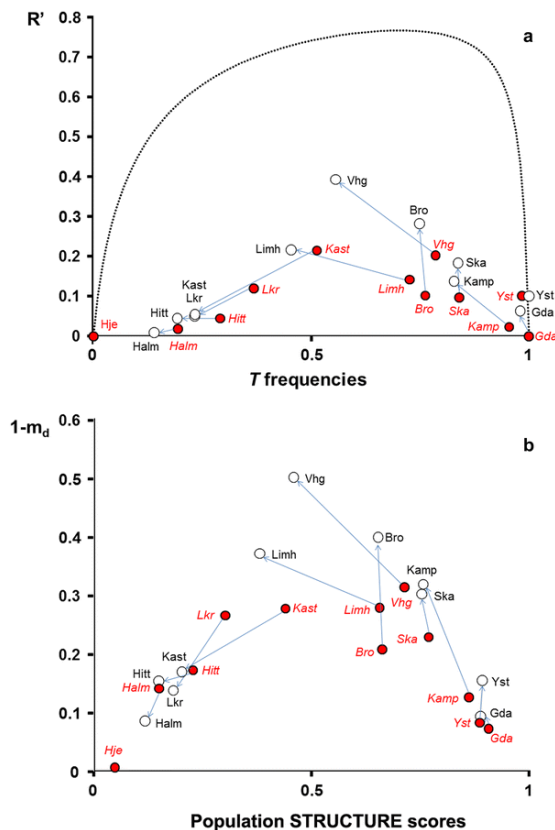 R’
a
0.8
0.7
0.6
0.5
0.4
0.3
0.2
0.1
0
Vhg
Bro
Limh
Kast
Vhg
Ska
Kast
Lkr
Lkr
Limh
Kamp
Hitt
Hitt
Bro
Ska
Yst
Yst
Hje
Halm
Halm
Kamp
Gda
Gda
0
0.5
1
T frequencies
1-md
b
0.6
0.5
0.4
0.3
0.2
0.1
0
Vhg
Bro
Limh
Kamp
Ska
Lkr
Kast
Limh
Vhg
Bro
Ska
Kast
Hitt
Hitt
Halm
Lkr
Halm
Yst
Kamp
Gda
Yst
Gda
Hje
0
0.5
1
Population STRUCTURE scores